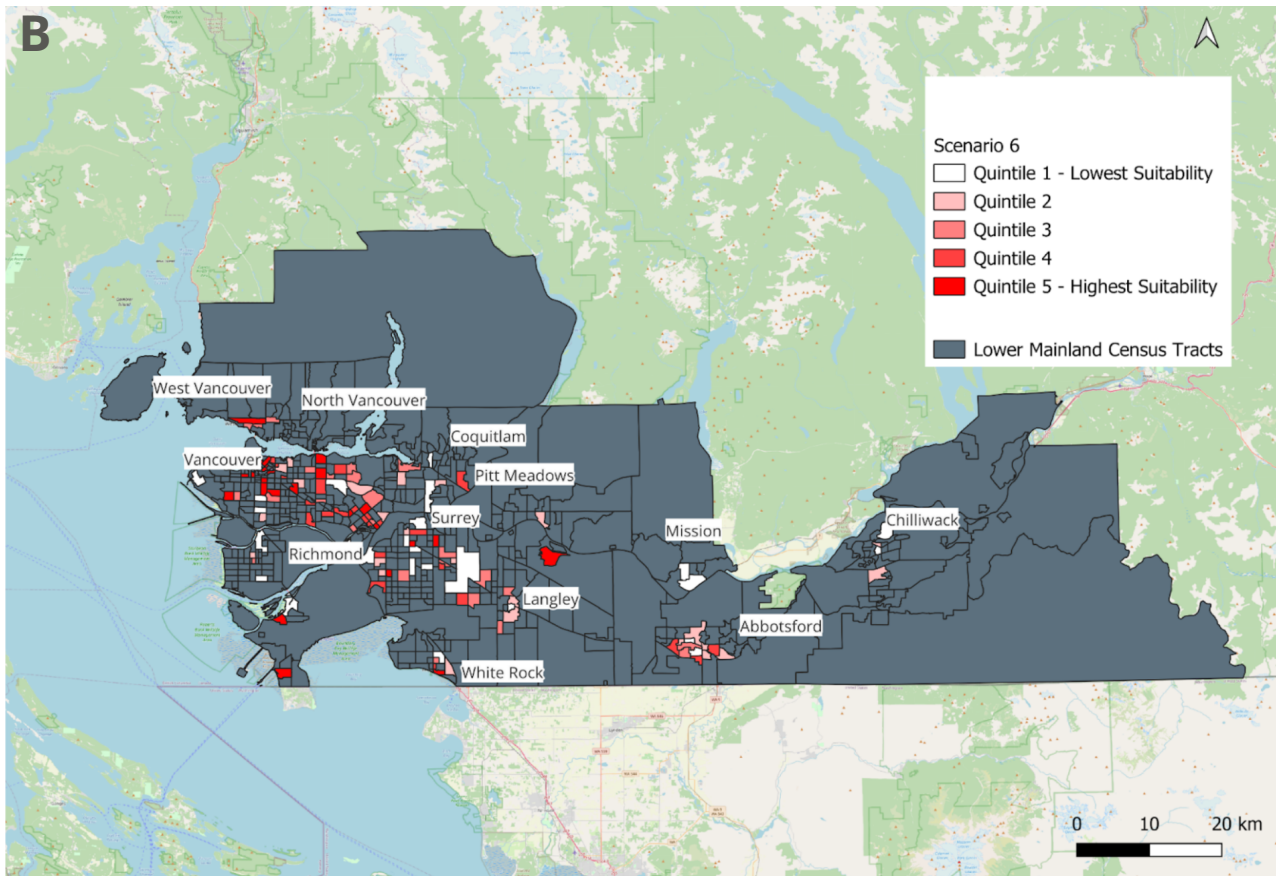 B
Scenario 6
Quintile 1 - Lowest Suitability
Quintile 2
Quintile 3
Quintile 4
Quintile 5 - Highest Suitability
Lower Mainland Census Tracts
West Vancouver
North Vancouver
Coquitlam
Vancouver
Pitt Meadows
Surrey
Richmond
Mission
Chilliwack
Langley
Abbotsford
White Rock
0 10 20 km